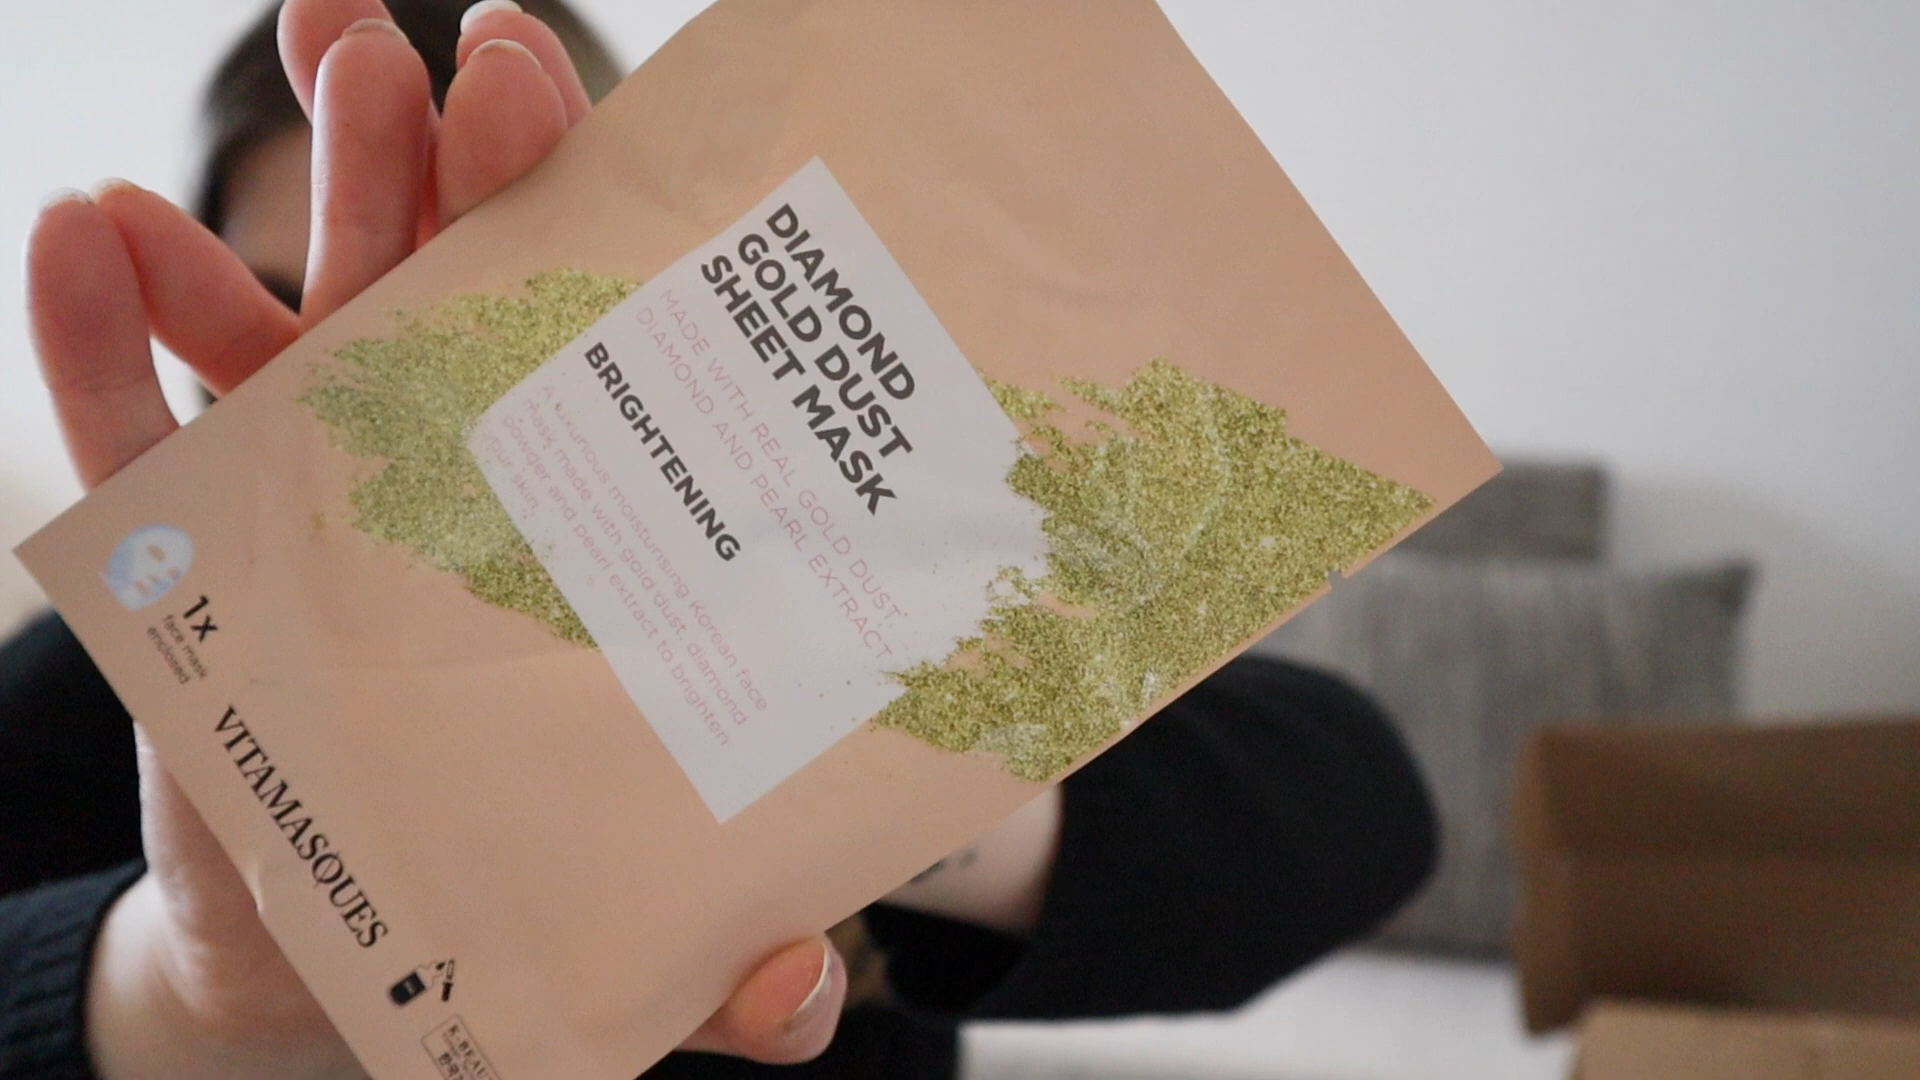 DIAMOND
GOLD DUST
SHEET MASK
MADE WITH REAL GOLD DUST,
DIAMOND AND PEARL EXTRACT
BRIGHTENING
A luxurious moisturising Korean face
mask made with gold dust, diamond
powder and pearl extract to brighten
your skin.
1x
face mask
enclosed
VITAMASQUES